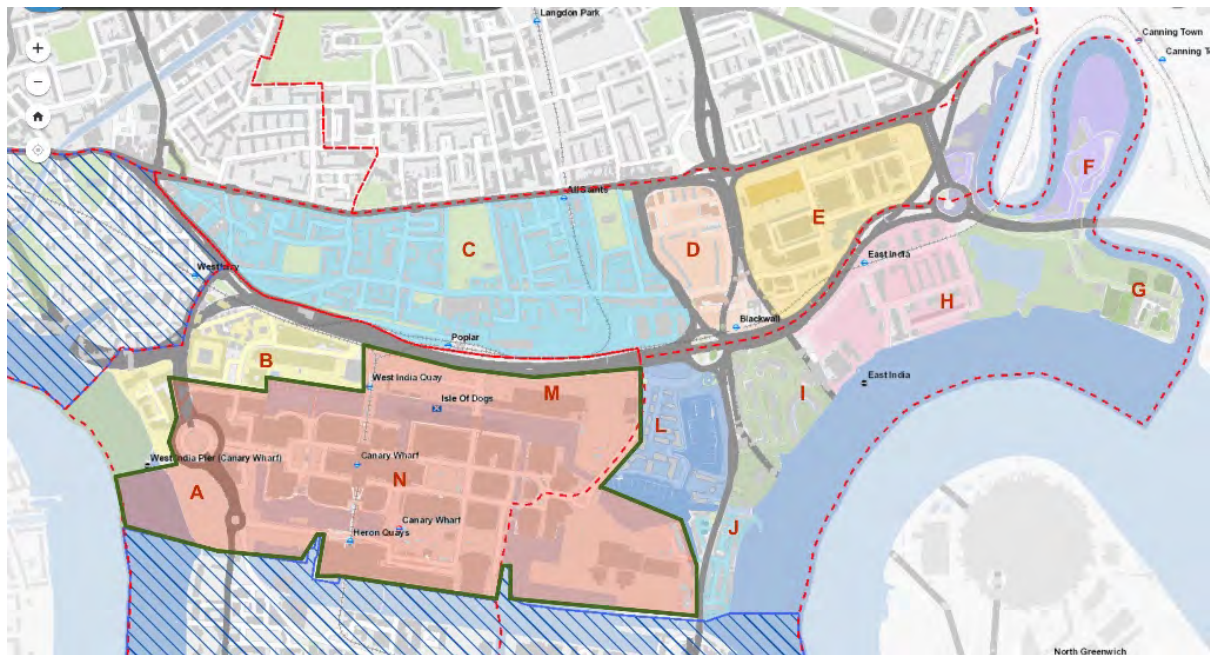 Langdon Park
+
−
Canning Town
Canning To
All Saints
F
C
D
E
Westferry
East India
G
H
Blackwall
Poplar
B
West India Quay
M
East India
I
Isle Of Dogs
L
West India Pier (Canary Wharf)
Canary Wharf
A
N
Canary Wharf
Heron Quays
J
North Greenwich